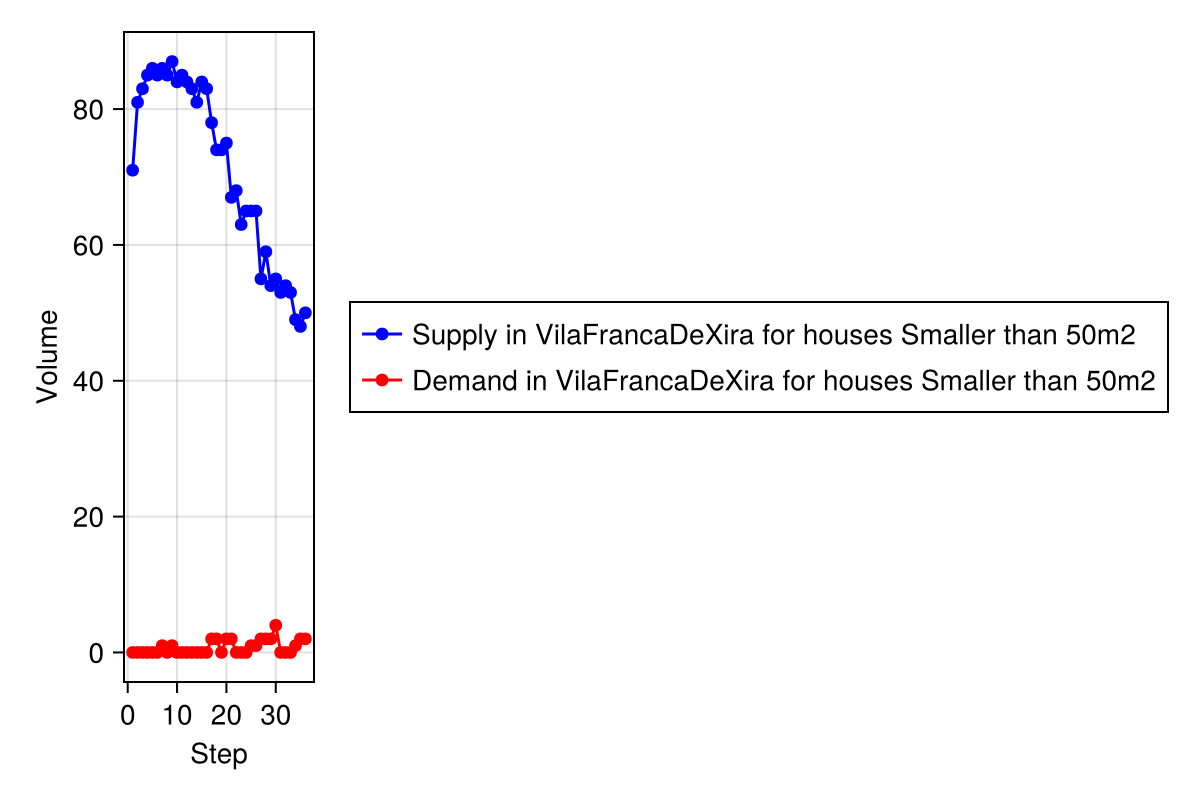 80
60
40
20
0
Volume
0 10 20 30
Step
Supply in VilaFrancaDeXira for houses Smaller than 50m2
Demand in VilaFrancaDeXira for houses Smaller than 50m2